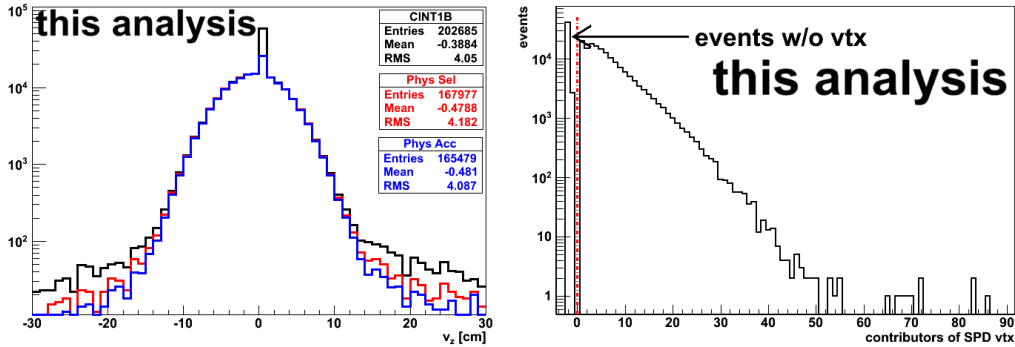 this analysis
CINT1B
Entries 202685
Mean -0.3884
RMS 4.05
Phys Sel
Entries 167977
Mean -0.4788
RMS 4.182
Phys Acc
Entries 165479
Mean -0.481
RMS 4.087
10^5
10^4
10^3
10^2
-30 -20 -10 0 10 20 30
v_z [cm]
events
events w/o vtx
this analysis
10^4
10^3
10^2
10
1
0 10 20 30 40 50 60 70 80 90
contributors of SPD vtx